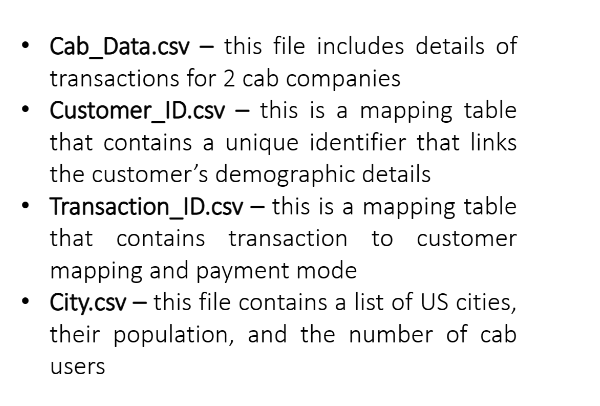 • Cab_Data.csv – this file includes details of
transactions for 2 cab companies
• Customer_ID.csv – this is a mapping table
that contains a unique identifier that links
the customer’s demographic details
• Transaction_ID.csv – this is a mapping table
that contains transaction to customer
mapping and payment mode
• City.csv – this file contains a list of US cities,
their population, and the number of cab
users